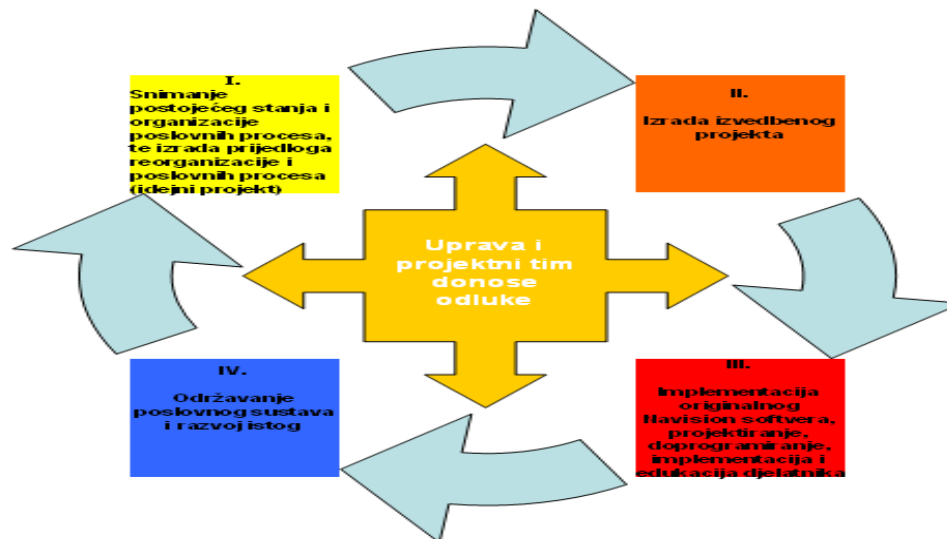 I.
Snimanje
postojećeg stanja i
organizacije
poslovnih procesa,
te izrada prijedloga
reorganizacije i
poslovnih procesa
(idejni projekt)
II.
Izrada izvedbenog
projekta
Uprava i
projektni tim
donose
odluke
III.
Implementacija
originalnog
Navision softvera,
projektiranje,
doprogramiranje,
implementacija i
edukacija djelatnika
IV.
Održavanje
poslovnog sustava
i razvoj istog